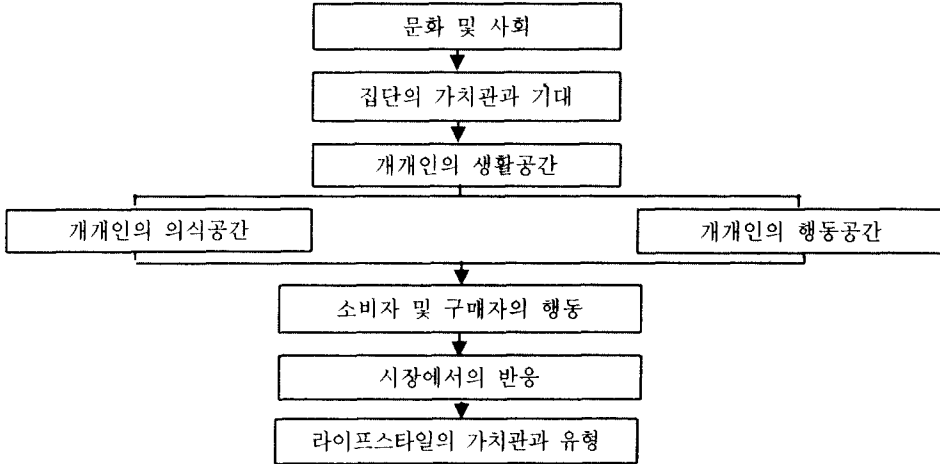 문화 및 사회
집단의 가치관과 기대
개개인의 생활공간
개개인의 의식공간
개개인의 행동공간
소비자 및 구매자의 행동
시장에서의 반응
라이프스타일의 가치관과 유형